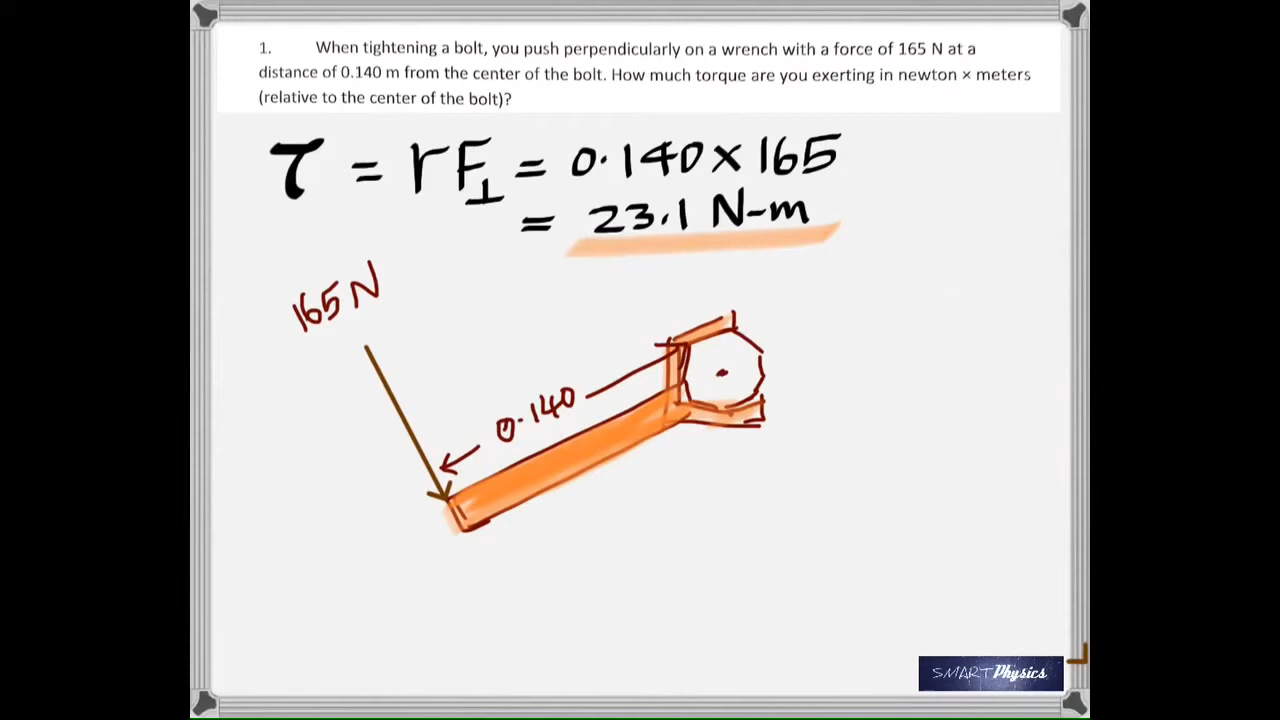 1. When tightening a bolt, you push perpendicularly on a wrench with a force of 165 N at a
distance of 0.140 m from the center of the bolt. How much torque are you exerting in newton × meters
(relative to the center of the bolt)?
τ = rF⊥ = 0.140 × 165
= 23.1 N-m
165 N
0.140
SMART Physics